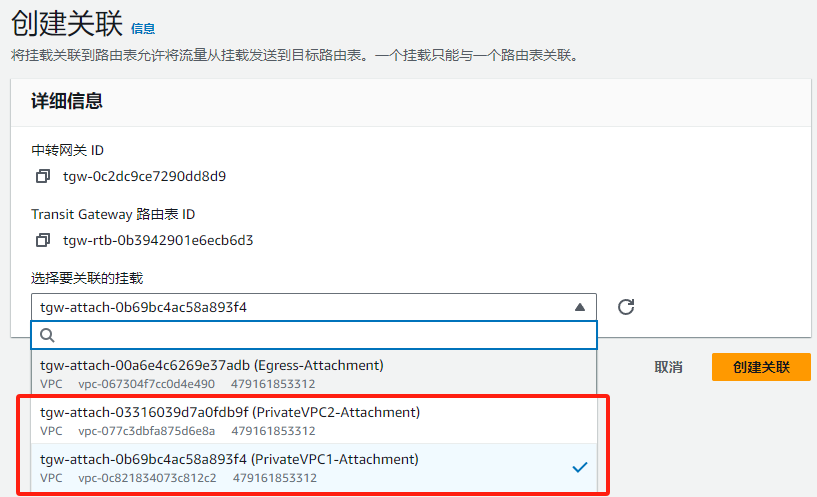 创建关联 信息
将挂载关联到路由表允许将流量从挂载发送到目标路由表。一个挂载只能与一个路由表关联。
详细信息
中转网关 ID
tgw-0c2dc9ce7290dd8d9
Transit Gateway 路由表 ID
tgw-rtb-0b3942901e6ecb6d3
选择要关联的挂载
tgw-attach-0b69bc4ac58a893f4
tgw-attach-00a6e4c6269e37adb (Egress-Attachment)
VPC vpc-067304f7cc0d4e490 479161853312
取消 创建关联
tgw-attach-03316039d7a0fdb9f (PrivateVPC2-Attachment)
VPC vpc-077c3dbfa875d6e8a 479161853312
tgw-attach-0b69bc4ac58a893f4 (PrivateVPC1-Attachment)
VPC vpc-0c821834073c812c2 479161853312